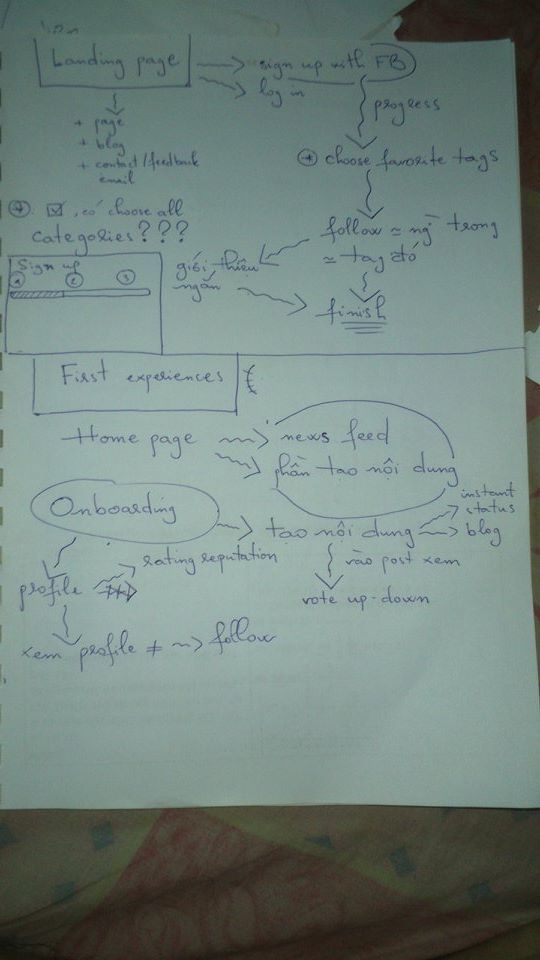 Landing page
sign up with FB
log in
progress
+ page
+ blog
+ contact/feedback
email
+ choose favorite tags
+ ☑, có choose all
categories???
follow ≃ ng` trong
≃ tag đó
giới thiệu
ngắn
finish
Sign up
1 2 3
First experiences
Home page
news feed
phần tạo nội dung
Onboarding
tạo nội dung
instant
status
blog
rating reputation
profile
vào post xem
vote up-down
xem profile ≠ ~> follow